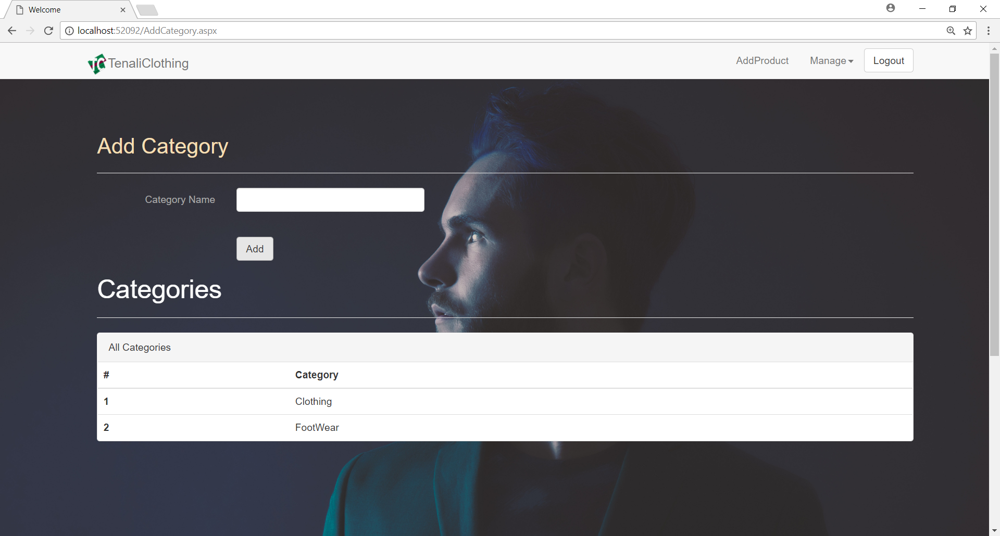 Welcome
localhost:52092/AddCategory.aspx
TenaliClothing
AddProduct
Manage
Logout
Add Category
Category Name
Add
Categories
All Categories
# Category
1 Clothing
2 FootWear